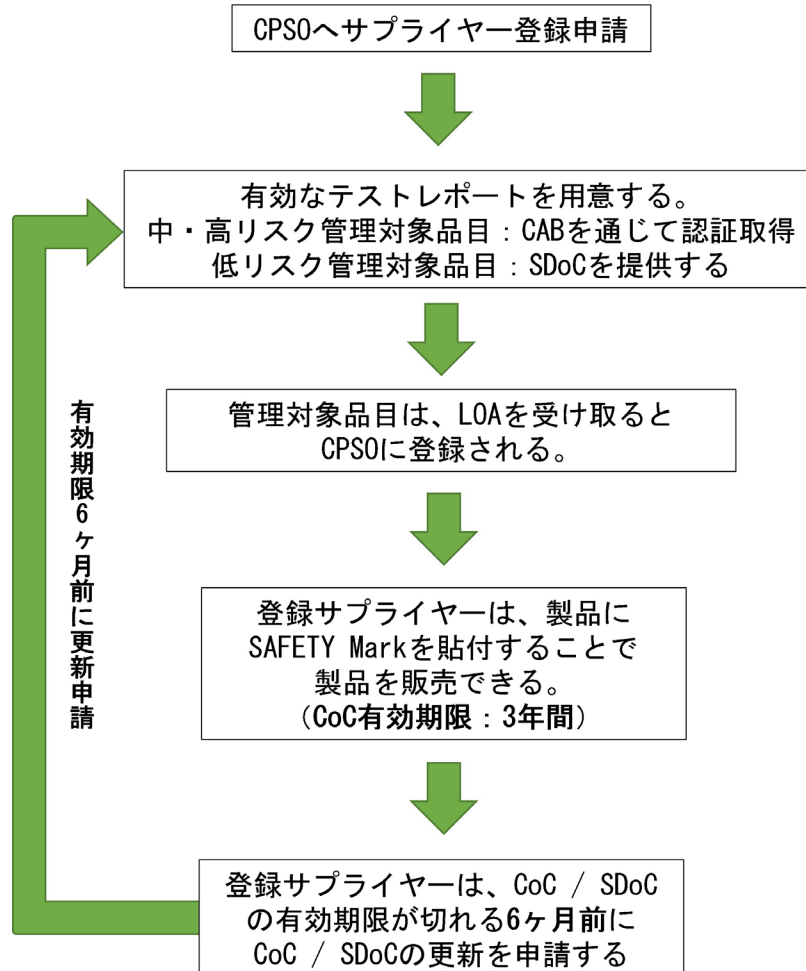 CPSOへサプライヤー登録申請
有効なテストレポートを用意する。
中・高リスク管理対象品目：CABを通じて認証取得
低リスク管理対象品目：SDoCを提供する
管理対象品目は、LOAを受け取ると
CPSOに登録される。
有効期限6ヶ月前に更新申請
登録サプライヤーは、製品に
SAFETY Markを貼付することで
製品を販売できる。
（CoC有効期限：3年間）
登録サプライヤーは、CoC / SDoC
の有効期限が切れる6ヶ月前に
CoC / SDoCの更新を申請する